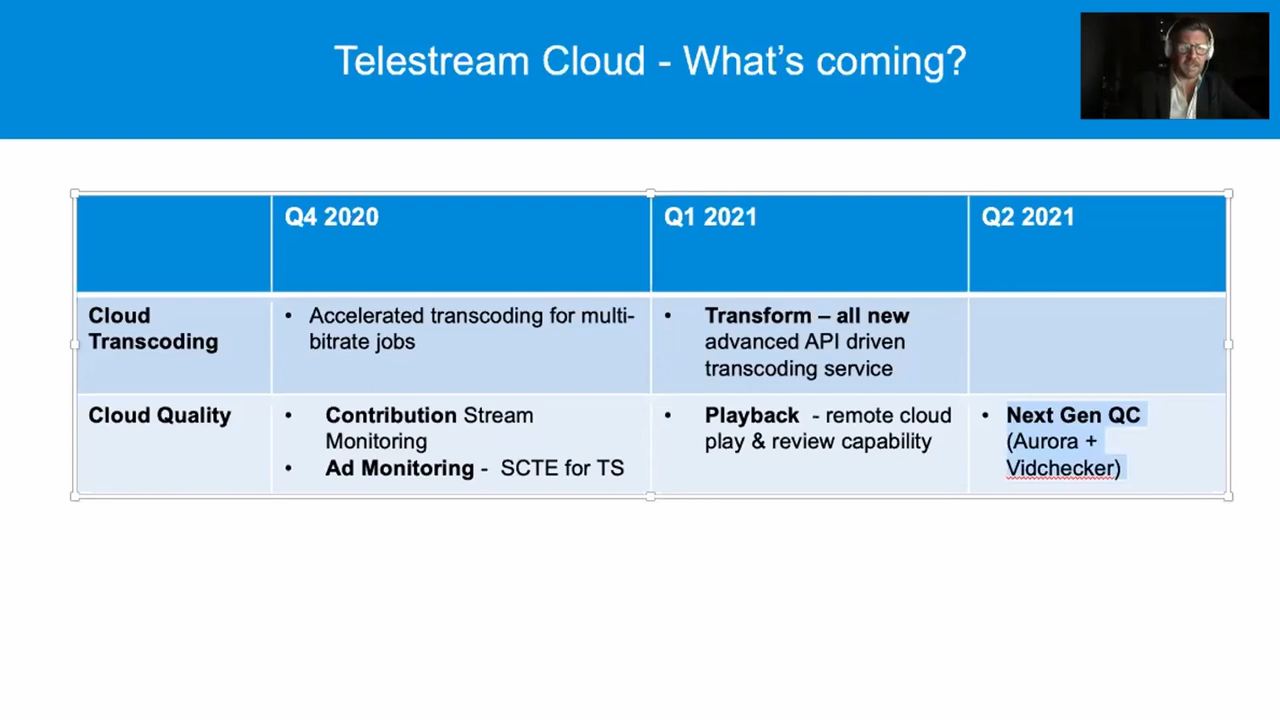 Telestream Cloud - What's coming?
Q4 2020
Q1 2021
Q2 2021
Cloud
Transcoding
• Accelerated transcoding for multi-
bitrate jobs
• Transform – all new
advanced API driven
transcoding service
Cloud Quality
• Contribution Stream
Monitoring
• Ad Monitoring - SCTE for TS
• Playback - remote cloud
play & review capability
• Next Gen QC
(Aurora +
Vidchecker)